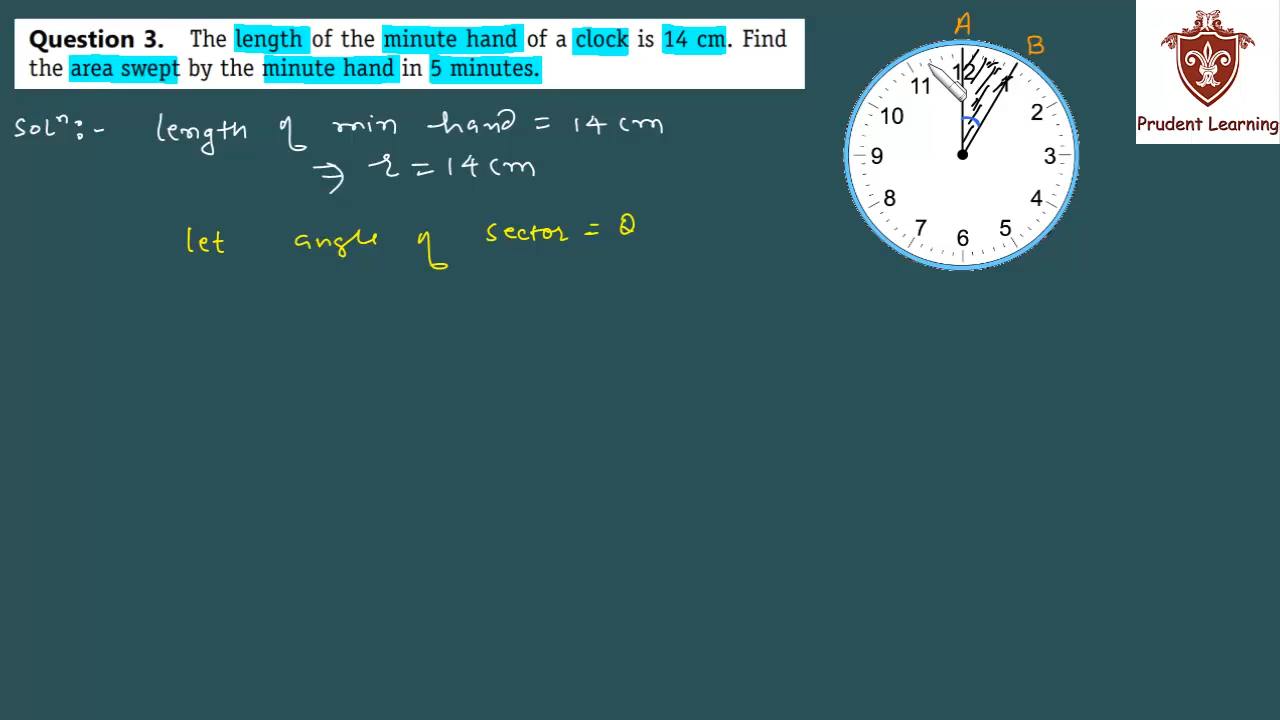 Question 3. The length of the minute hand of a clock is 14 cm. Find
the area swept by the minute hand in 5 minutes.
Solⁿ:- length of min hand = 14 cm
⇒ r = 14 cm
let angle of sector = θ
A
B
12
1
2
3
4
5
6
7
8
9
10
11
Prudent Learning